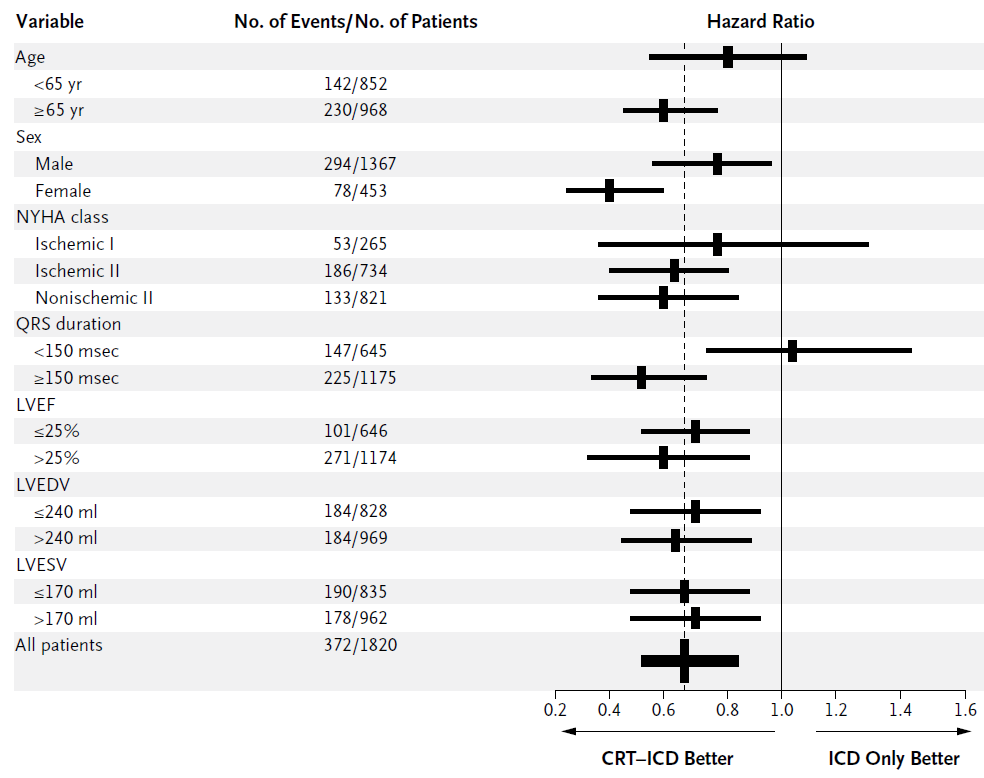 Variable No. of Events/No. of Patients Hazard Ratio
Age
<65 yr 142/852
≥65 yr 230/968
Sex
Male 294/1367
Female 78/453
NYHA class
Ischemic I 53/265
Ischemic II 186/734
Nonischemic II 133/821
QRS duration
<150 msec 147/645
≥150 msec 225/1175
LVEF
≤25% 101/646
>25% 271/1174
LVEDV
≤240 ml 184/828
>240 ml 184/969
LVESV
≤170 ml 190/835
>170 ml 178/962
All patients 372/1820
0.2 0.4 0.6 0.8 1.0 1.2 1.4 1.6
CRT–ICD Better ICD Only Better